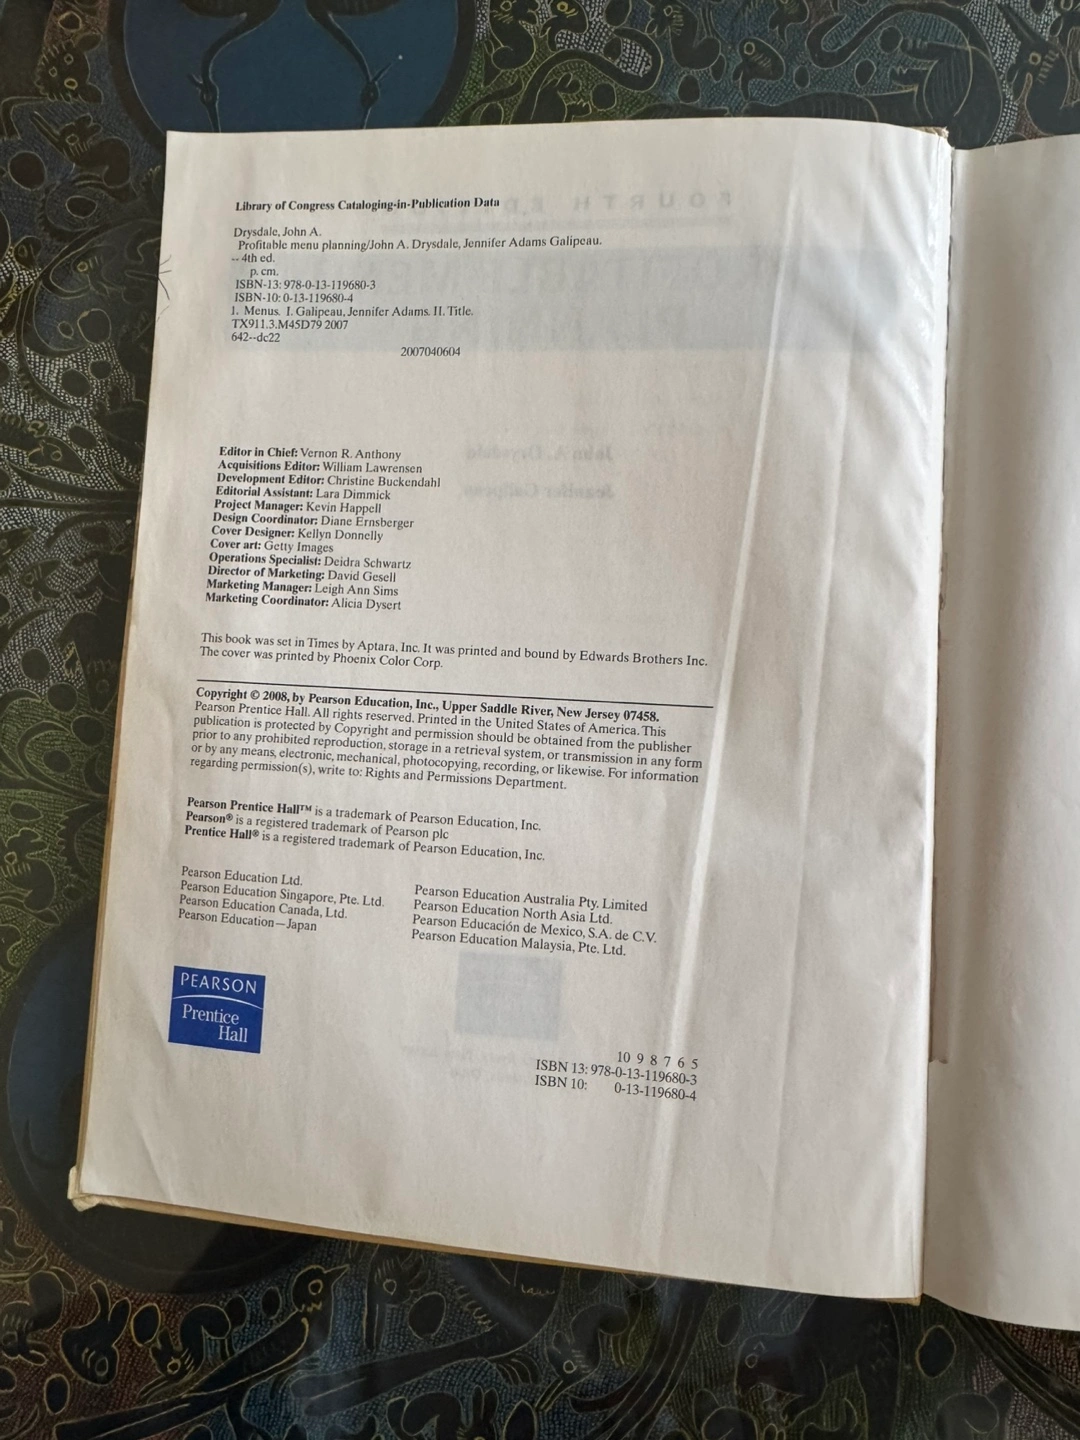 Library of Congress Cataloging-in-Publication Data
Drysdale, John A.
Profitable menu planning/John A. Drysdale, Jennifer Adams Galipeau.
-- 4th ed.
p. cm.
ISBN-13: 978-0-13-119680-3
ISBN-10: 0-13-119680-4
1. Menus. I. Galipeau, Jennifer Adams. II. Title.
TX911.3.M45D79 2007
642--dc22
2007040604
Editor in Chief: Vernon R. Anthony
Acquisitions Editor: William Lawrensen
Development Editor: Christine Buckendahl
Editorial Assistant: Lara Dimmick
Project Manager: Kevin Happell
Design Coordinator: Diane Ernsberger
Cover Designer: Kellyn Donnelly
Cover art: Getty Images
Operations Specialist: Deidra Schwartz
Director of Marketing: David Gesell
Marketing Manager: Leigh Ann Sims
Marketing Coordinator: Alicia Dysert
This book was set in Times by Aptara, Inc. It was printed and bound by Edwards Brothers Inc.
The cover was printed by Phoenix Color Corp.
Copyright © 2008, by Pearson Education, Inc., Upper Saddle River, New Jersey 07458.
Pearson Prentice Hall. All rights reserved. Printed in the United States of America. This
publication is protected by Copyright and permission should be obtained from the publisher
prior to any prohibited reproduction, storage in a retrieval system, or transmission in any form
or by any means, electronic, mechanical, photocopying, recording, or likewise. For information
regarding permission(s), write to: Rights and Permissions Department.
Pearson Prentice Hall™ is a trademark of Pearson Education, Inc.
Pearson® is a registered trademark of Pearson plc
Prentice Hall® is a registered trademark of Pearson Education, Inc.
Pearson Education Ltd.
Pearson Education Singapore, Pte. Ltd.
Pearson Education Canada, Ltd.
Pearson Education—Japan
Pearson Education Australia Pty. Limited
Pearson Education North Asia Ltd.
Pearson Educación de Mexico, S.A. de C.V.
Pearson Education Malaysia, Pte. Ltd.
PEARSON
Prentice
Hall
10 9 8 7 6 5
ISBN 13: 978-0-13-119680-3
ISBN 10: 0-13-119680-4